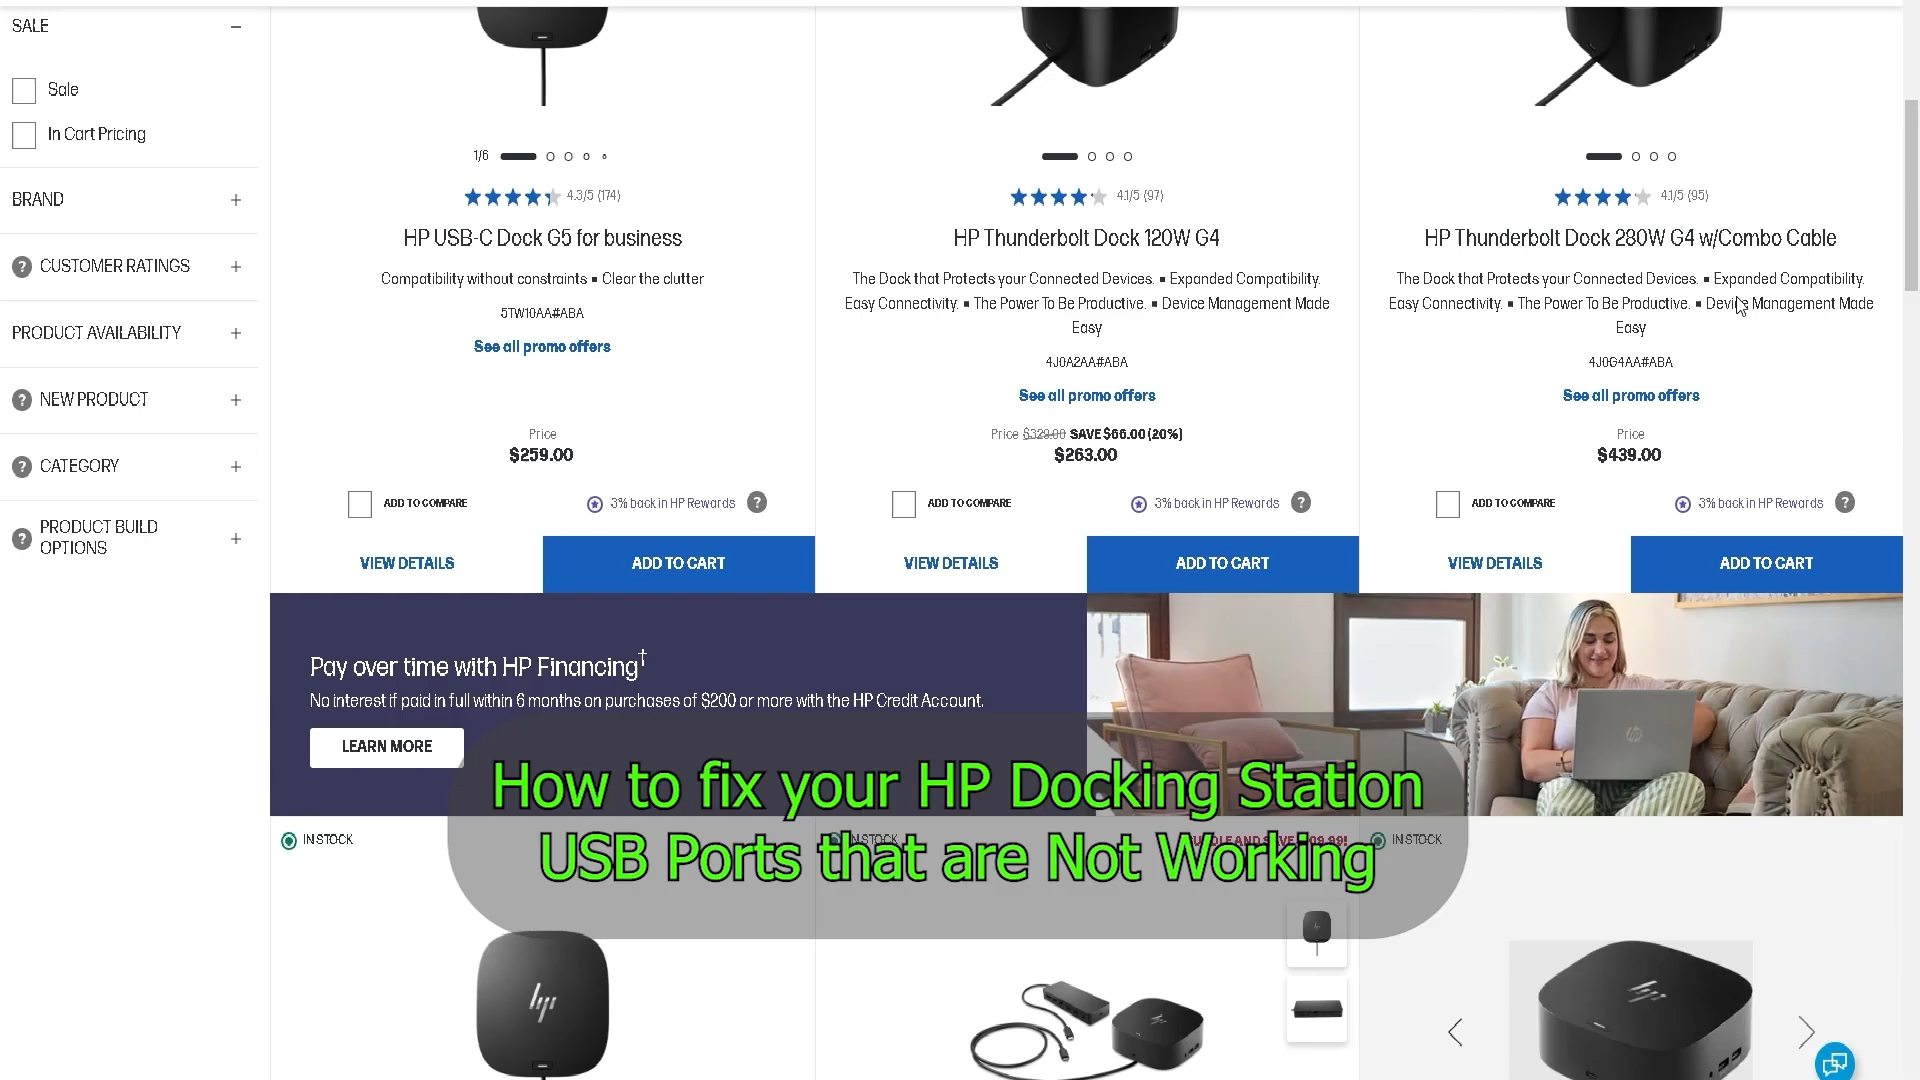 SALE
Sale
In Cart Pricing
BRAND
CUSTOMER RATINGS
PRODUCT AVAILABILITY
NEW PRODUCT
CATEGORY
PRODUCT BUILD
OPTIONS
1/6
4.3/5 (174)
HP USB-C Dock G5 for business
Compatibility without constraints ▪ Clear the clutter
5TW10AA#ABA
See all promo offers
Price
$259.00
ADD TO COMPARE
3% back in HP Rewards
VIEW DETAILS
ADD TO CART
4.1/5 (97)
HP Thunderbolt Dock 120W G4
The Dock that Protects your Connected Devices. ▪ Expanded Compatibility.
Easy Connectivity. ▪ The Power To Be Productive. ▪ Device Management Made
Easy
4J0A2AA#ABA
See all promo offers
Price $329.00 SAVE $66.00 (20%)
$263.00
ADD TO COMPARE
3% back in HP Rewards
VIEW DETAILS
ADD TO CART
4.1/5 (95)
HP Thunderbolt Dock 280W G4 w/Combo Cable
The Dock that Protects your Connected Devices. ▪ Expanded Compatibility.
Easy Connectivity. ▪ The Power To Be Productive. ▪ Device Management Made
Easy
4J0G4AA#ABA
See all promo offers
Price
$439.00
ADD TO COMPARE
3% back in HP Rewards
VIEW DETAILS
ADD TO CART
Pay over time with HP Financing†
No interest if paid in full within 6 months on purchases of $200 or more with the HP Credit Account.
LEARN MORE
How to fix your HP Docking Station
USB Ports that are Not Working
IN STOCK
IN STOCK
IN STOCK
hp